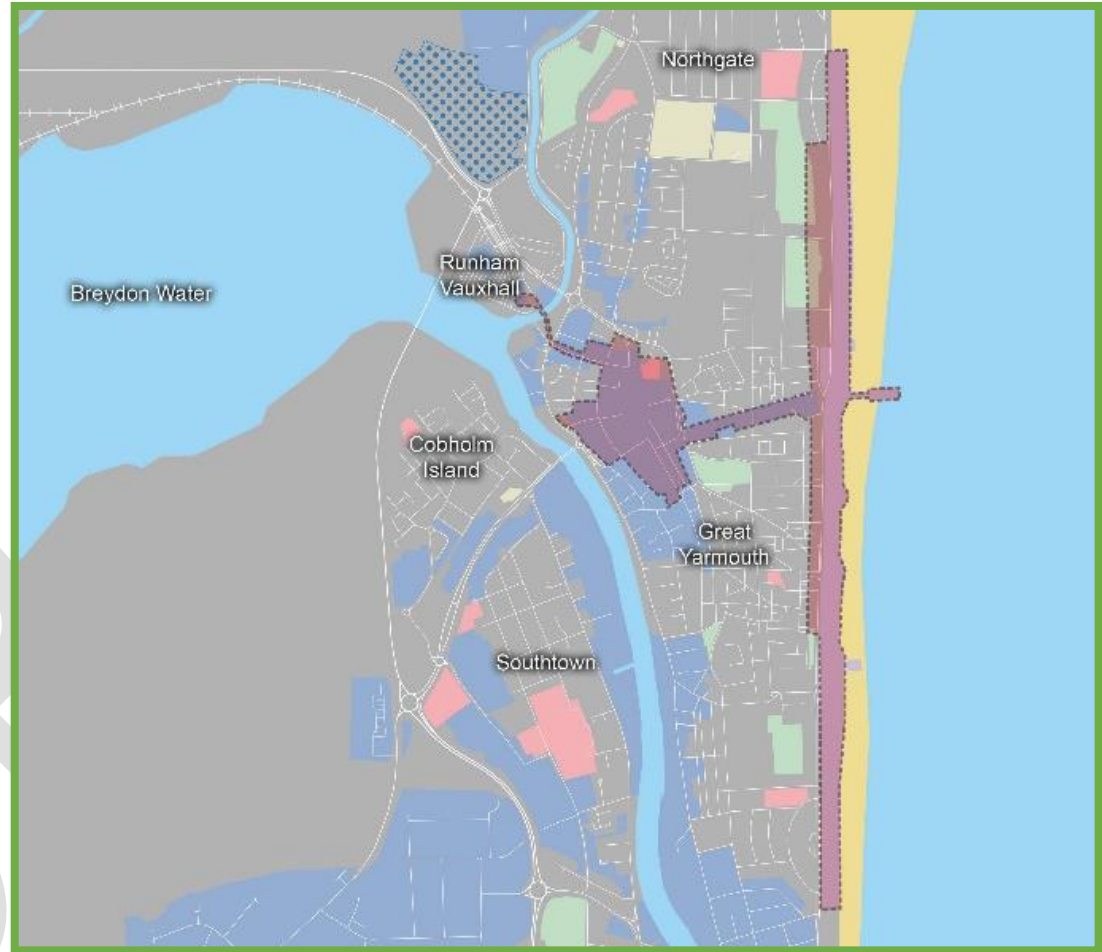 Northgate
Runham
Vauxhall
Breydon Water
Cobholm
Island
Great
Yarmouth
Southtown